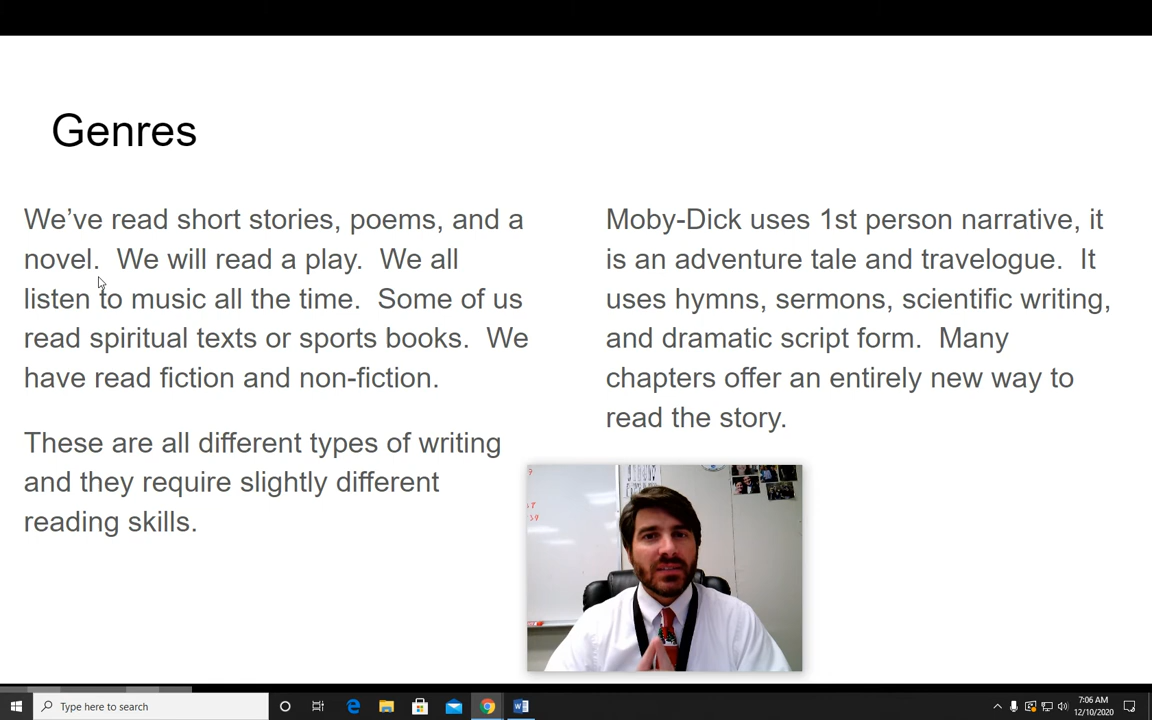 Genres
We've read short stories, poems, and a
novel.  We will read a play.  We all
listen to music all the time.  Some of us
read spiritual texts or sports books.  We
have read fiction and non-fiction.
These are all different types of writing
and they require slightly different
reading skills.
Moby-Dick uses 1st person narrative, it
is an adventure tale and travelogue.  It
uses hymns, sermons, scientific writing,
and dramatic script form.  Many
chapters offer an entirely new way to
read the story.
Type here to search
7:06 AM
12/10/2020